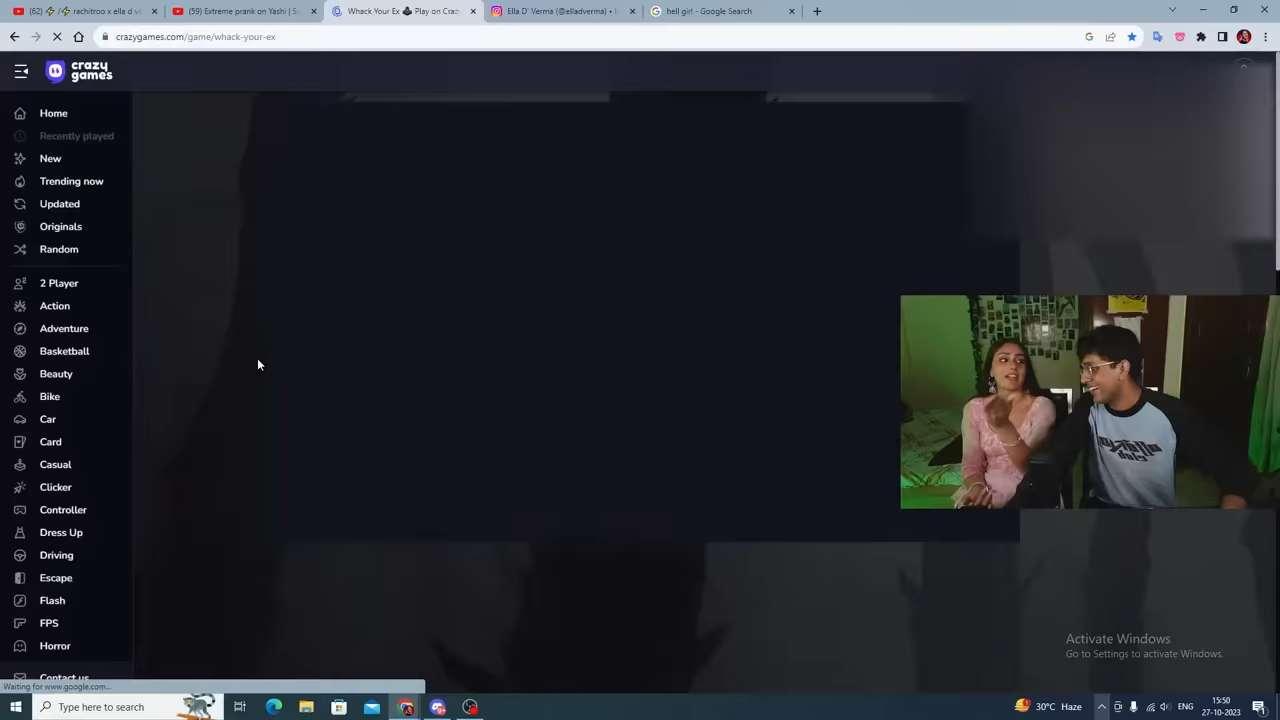 (62) ⚡/⚡ rachitroo x ella d ve
(59) Extreme prank on Yashi | S
Whack Your Ex 🕹 Play on Crazy
Ella D' Verma (@elladverma) • I
hell girl - Google Search
crazygames.com/game/whack-your-ex
crazy
games
Home
Recently played
New
Trending now
Updated
Originals
Random
2 Player
Action
Adventure
Basketball
Beauty
Bike
Car
Card
Casual
Clicker
Controller
Dress Up
Driving
Escape
Flash
FPS
Horror
Contact us
Activate Windows
Go to Settings to activate Windows.
Waiting for www.google.com...
Type here to search
30°C Haze
ENG
15:50
27-10-2023